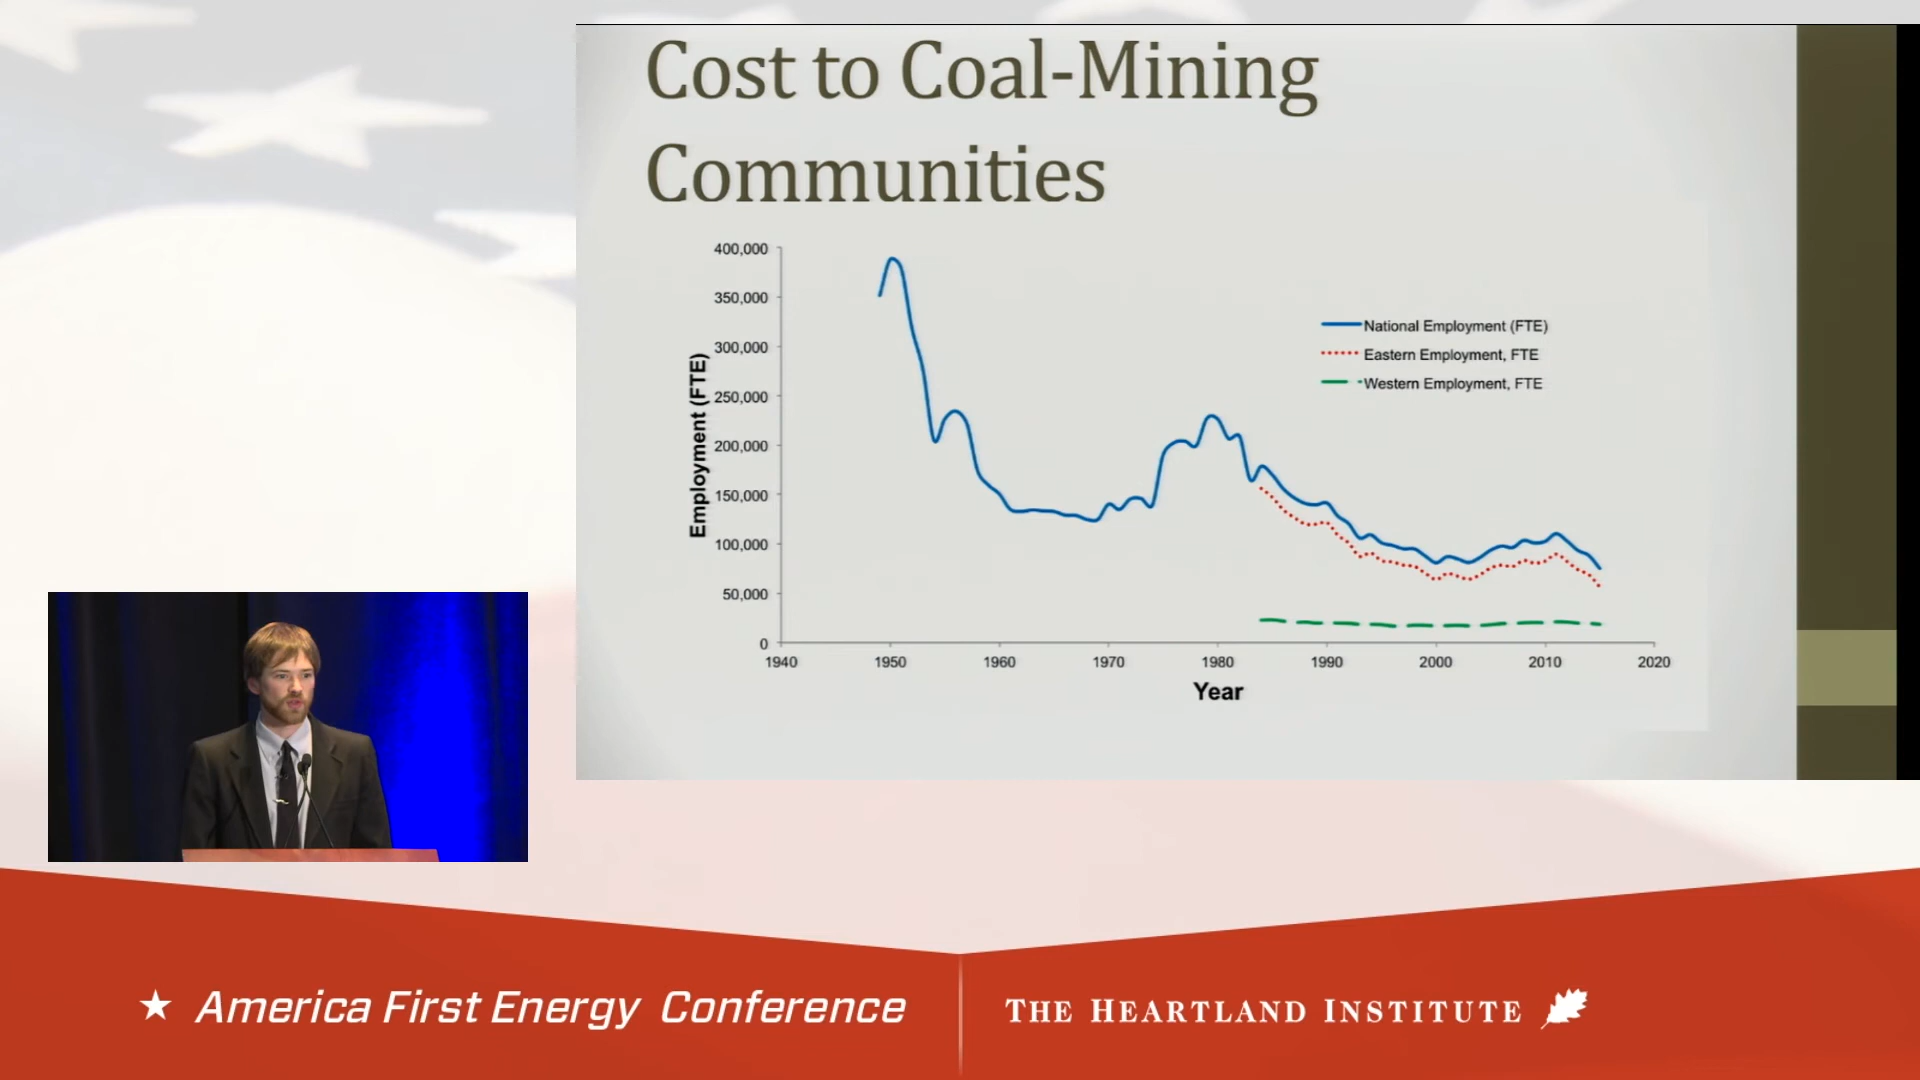 Cost to Coal-Mining
Communities
400,000
350,000
300,000
250,000
200,000
150,000
100,000
50,000
0
Employment (FTE)
National Employment (FTE)
Eastern Employment, FTE
Western Employment, FTE
1940 1950 1960 1970 1980 1990 2000 2010 2020
Year
America First Energy Conference
THE HEARTLAND INSTITUTE